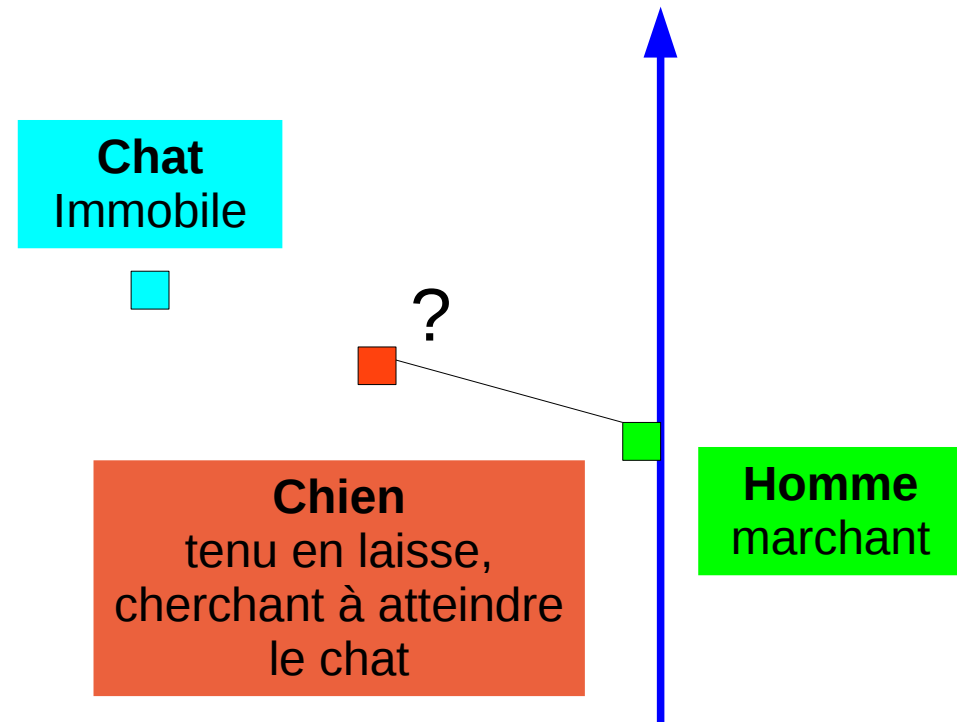 Chat
Immobile
?
Chien
tenu en laisse,
cherchant à atteindre
le chat
Homme
marchant